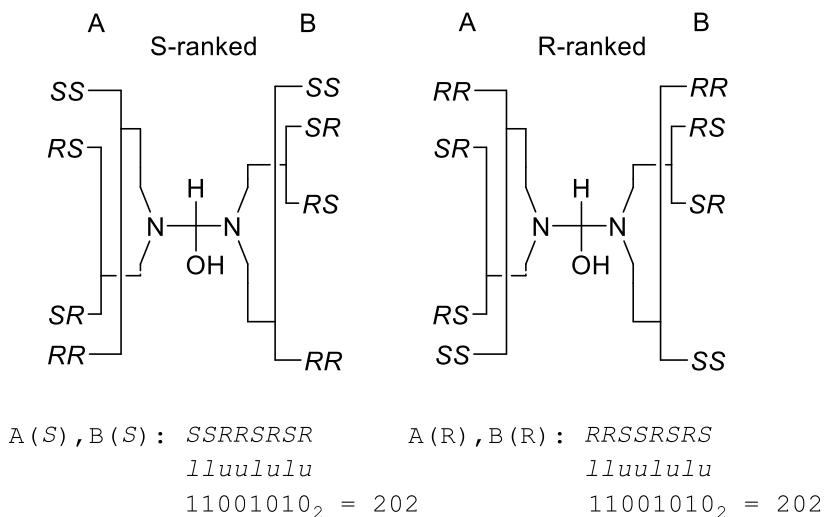 A B A B
S-ranked R-ranked
SS SS RR RR
SR RS
RS SR
H H
RS SR
N N N N
OH OH
SR RS
RR RR SS SS
A(S),B(S): SSRRSRSR A(R),B(R): RRSSRSRS
lluululu lluululu
11001010₂ = 202 11001010₂ = 202